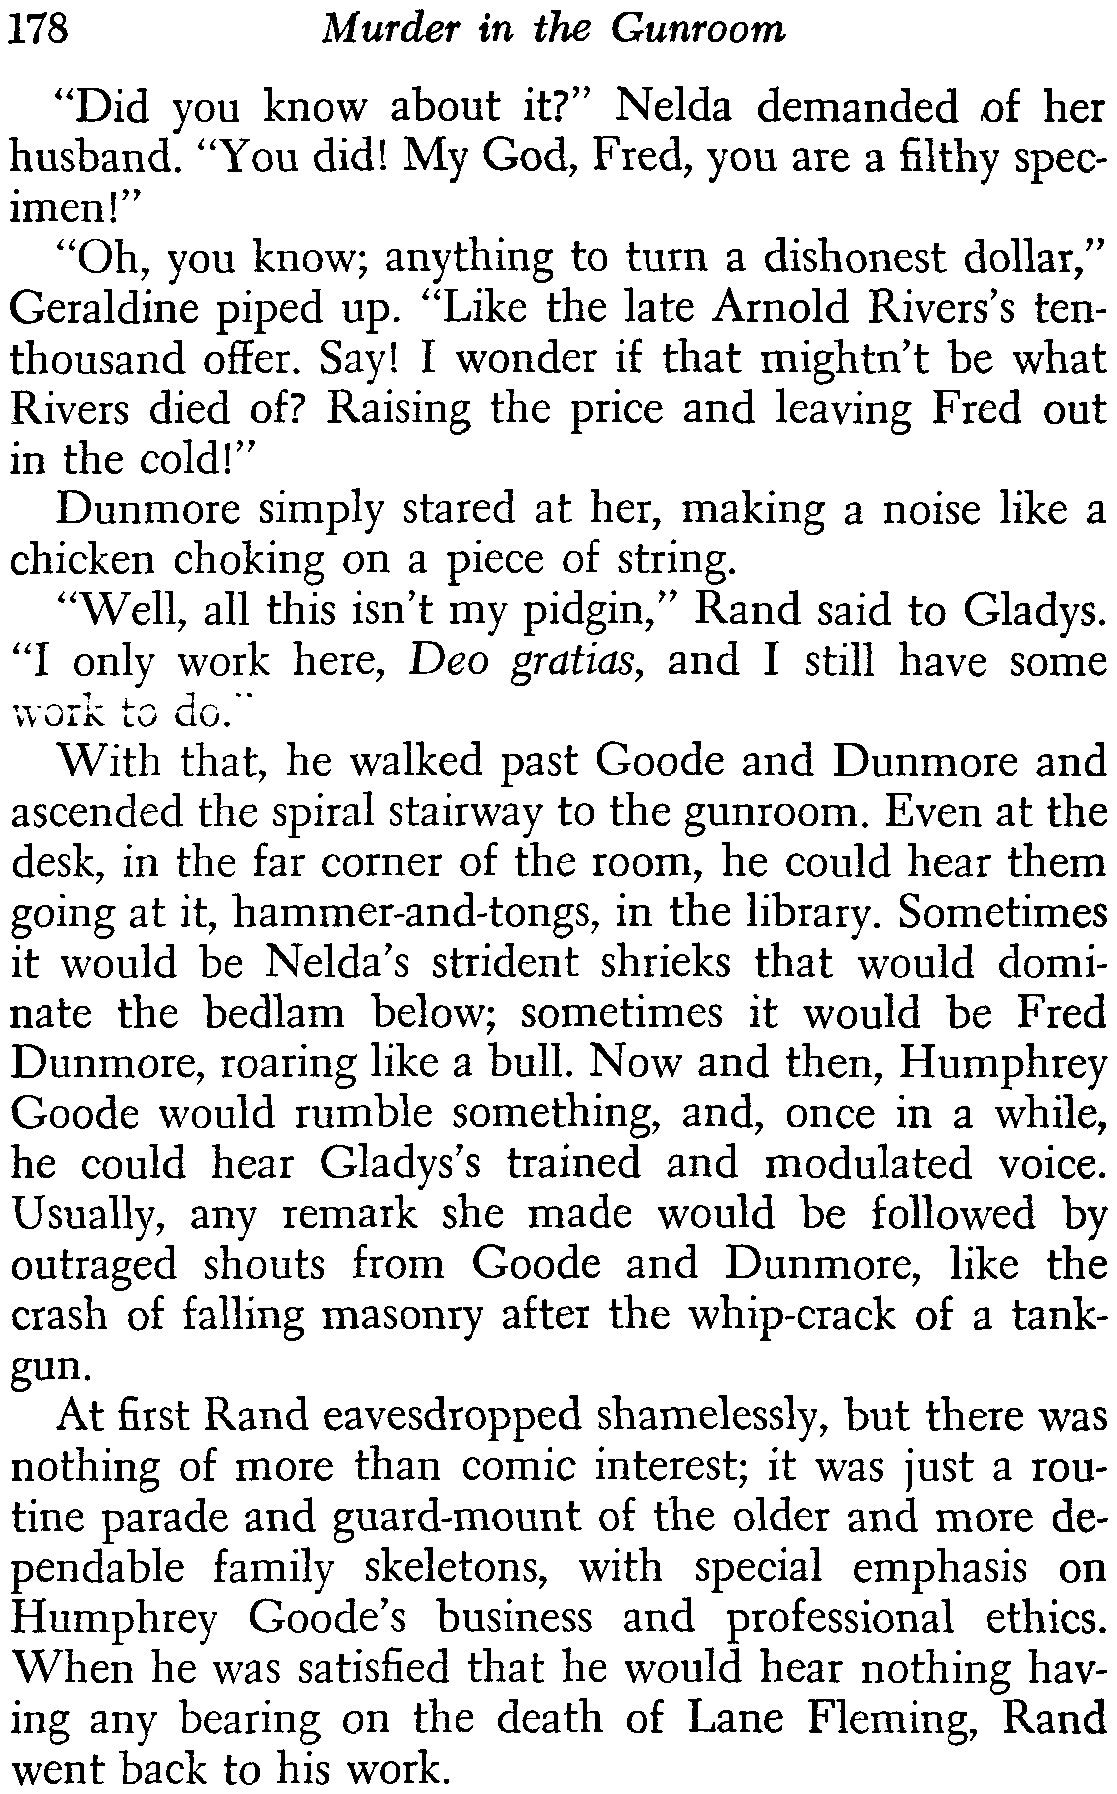 178 Murder in the Gunroom
“Did you know about it?” Nelda demanded of her
husband. “You did! My God, Fred, you are a filthy spec-
imen!”
“Oh, you know; anything to turn a dishonest dollar,”
Geraldine piped up. “Like the late Arnold Rivers’s ten-
thousand offer. Say! I wonder if that mightn’t be what
Rivers died of? Raising the price and leaving Fred out
in the cold!”
Dunmore simply stared at her, making a noise like a
chicken choking on a piece of string.
“Well, all this isn’t my pidgin,” Rand said to Gladys.
“I only work here, Deo gratias, and I still have some
work to do.”
With that, he walked past Goode and Dunmore and
ascended the spiral stairway to the gunroom. Even at the
desk, in the far corner of the room, he could hear them
going at it, hammer-and-tongs, in the library. Sometimes
it would be Nelda’s strident shrieks that would domi-
nate the bedlam below; sometimes it would be Fred
Dunmore, roaring like a bull. Now and then, Humphrey
Goode would rumble something, and, once in a while,
he could hear Gladys’s trained and modulated voice.
Usually, any remark she made would be followed by
outraged shouts from Goode and Dunmore, like the
crash of falling masonry after the whip-crack of a tank-
gun.
At first Rand eavesdropped shamelessly, but there was
nothing of more than comic interest; it was just a rou-
tine parade and guard-mount of the older and more de-
pendable family skeletons, with special emphasis on
Humphrey Goode’s business and professional ethics.
When he was satisfied that he would hear nothing hav-
ing any bearing on the death of Lane Fleming, Rand
went back to his work.